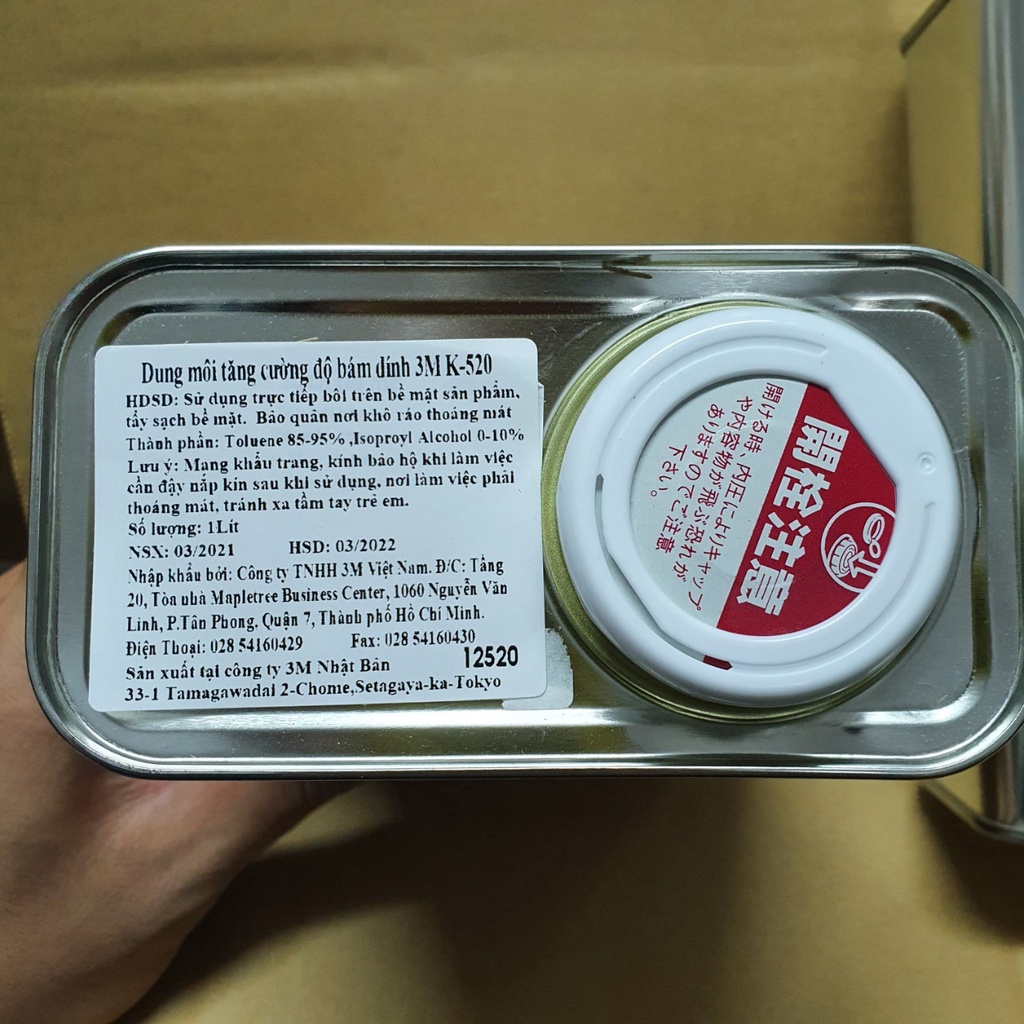 Dung môi tăng cường độ bám dính 3M K-520
HDSD: Sử dụng trực tiếp bôi trên bề mặt sản phẩm,
tẩy sạch bề mặt. Bảo quản nơi khô ráo thoáng mát
Thành phần: Toluene 85-95% ,Isoproyl Alcohol 0-10%
Lưu ý: Mang khẩu trang, kính bảo hộ khi làm việc
cần đậy nắp kín sau khi sử dụng, nơi làm việc phải
thoáng mát, tránh xa tầm tay trẻ em.
Số lượng: 1Lít
NSX: 03/2021 HSD: 03/2022
Nhập khẩu bởi: Công ty TNHH 3M Việt Nam. Đ/C: Tầng
20, Tòa nhà Mapletree Business Center, 1060 Nguyễn Văn
Linh, P.Tân Phong, Quận 7, Thành phố Hồ Chí Minh.
Điện Thoại: 028 54160429 Fax: 028 54160430
Sản xuất tại công ty 3M Nhật Bản 12520
33-1 Tamagawadai 2-Chome,Setagaya-ka-Tokyo
開栓注意
開ける時、内圧によりキャップ
や内容物が飛ぶ恐れが
ありますのでご注意
下さい。